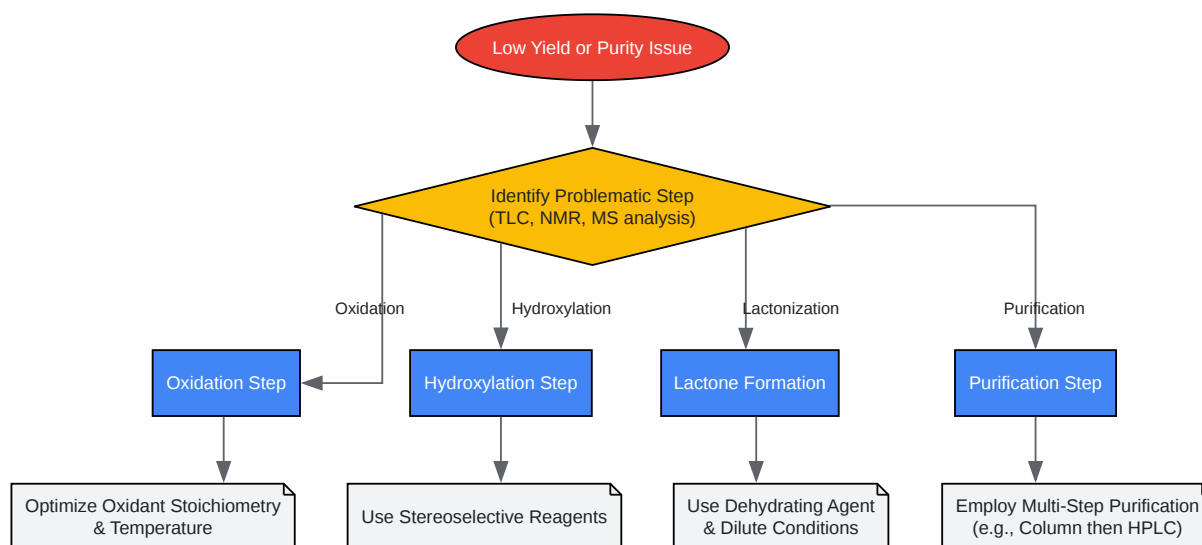 Low Yield or Purity Issue
Identify Problematic Step
(TLC, NMR, MS analysis)
Oxidation
Hydroxylation
Lactonization
Purification
Oxidation Step
Hydroxylation Step
Lactone Formation
Purification Step
Optimize Oxidant Stoichiometry
& Temperature
Use Stereoselective Reagents
Use Dehydrating Agent
& Dilute Conditions
Employ Multi-Step Purification
(e.g., Column then HPLC)